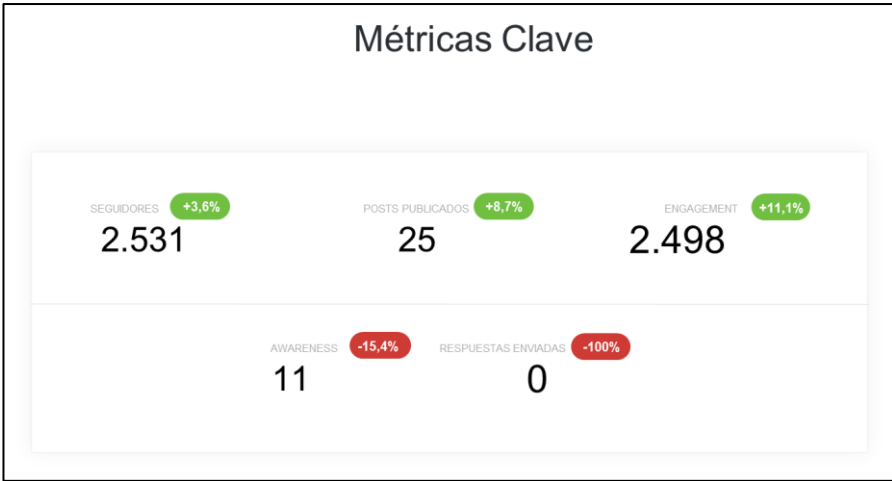 Métricas Clave
SEGUIDORES +3,6%
2.531
POSTS PUBLICADOS +8,7%
25
ENGAGEMENT +11,1%
2.498
AWARENESS -15,4%
11
RESPUESTAS ENVIADAS -100%
0